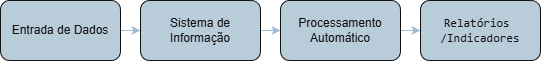 Entrada de Dados
Sistema de
Informação
Processamento
Automático
Relatórios
/Indicadores